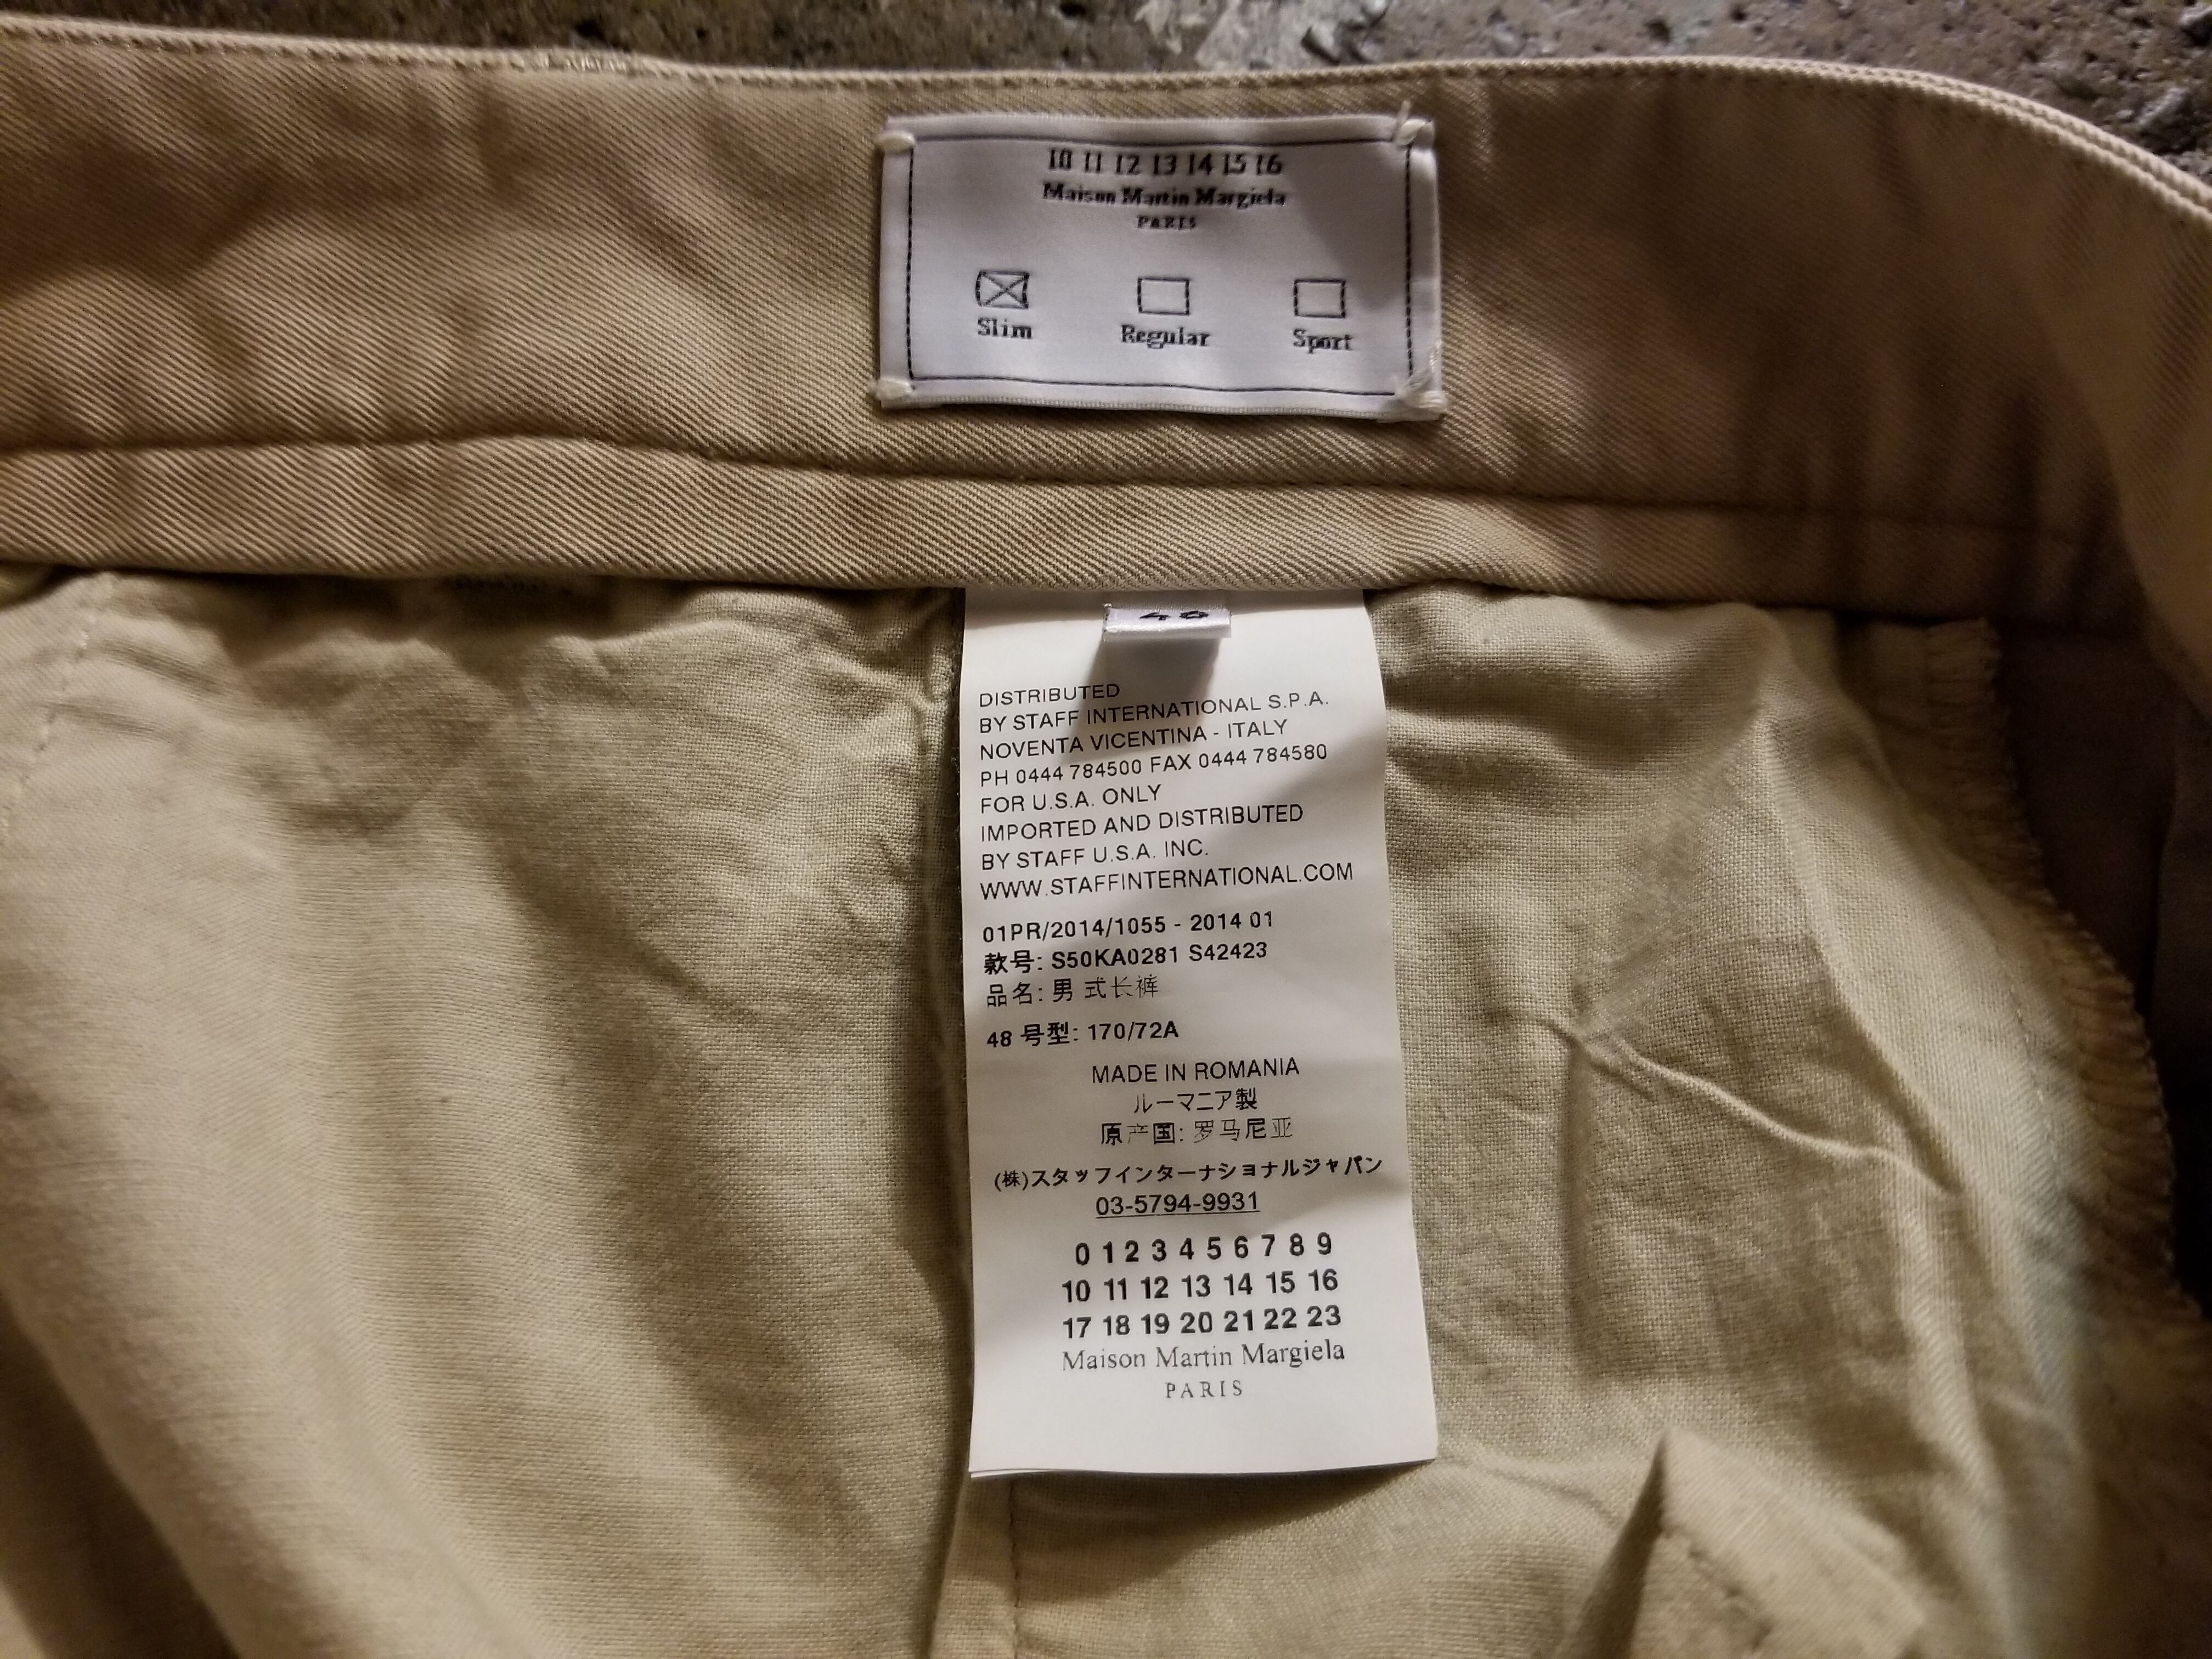 10 11 12 13 14 15 16
Maison Martin Margiela
PARIS
Slim Regular Sport
48
DISTRIBUTED
BY STAFF INTERNATIONAL S.P.A.
NOVENTA VICENTINA - ITALY
PH 0444 784500 FAX 0444 784580
FOR U.S.A. ONLY
IMPORTED AND DISTRIBUTED
BY STAFF U.S.A. INC.
WWW.STAFFINTERNATIONAL.COM
01PR/2014/1055 - 2014 01
款号: S50KA0281 S42423
品名: 男式长裤
48 号型: 170/72A
MADE IN ROMANIA
ルーマニア製
原产国: 罗马尼亚
(株)スタッフインターナショナルジャパン
03-5794-9931
0 1 2 3 4 5 6 7 8 9
10 11 12 13 14 15 16
17 18 19 20 21 22 23
Maison Martin Margiela
PARIS